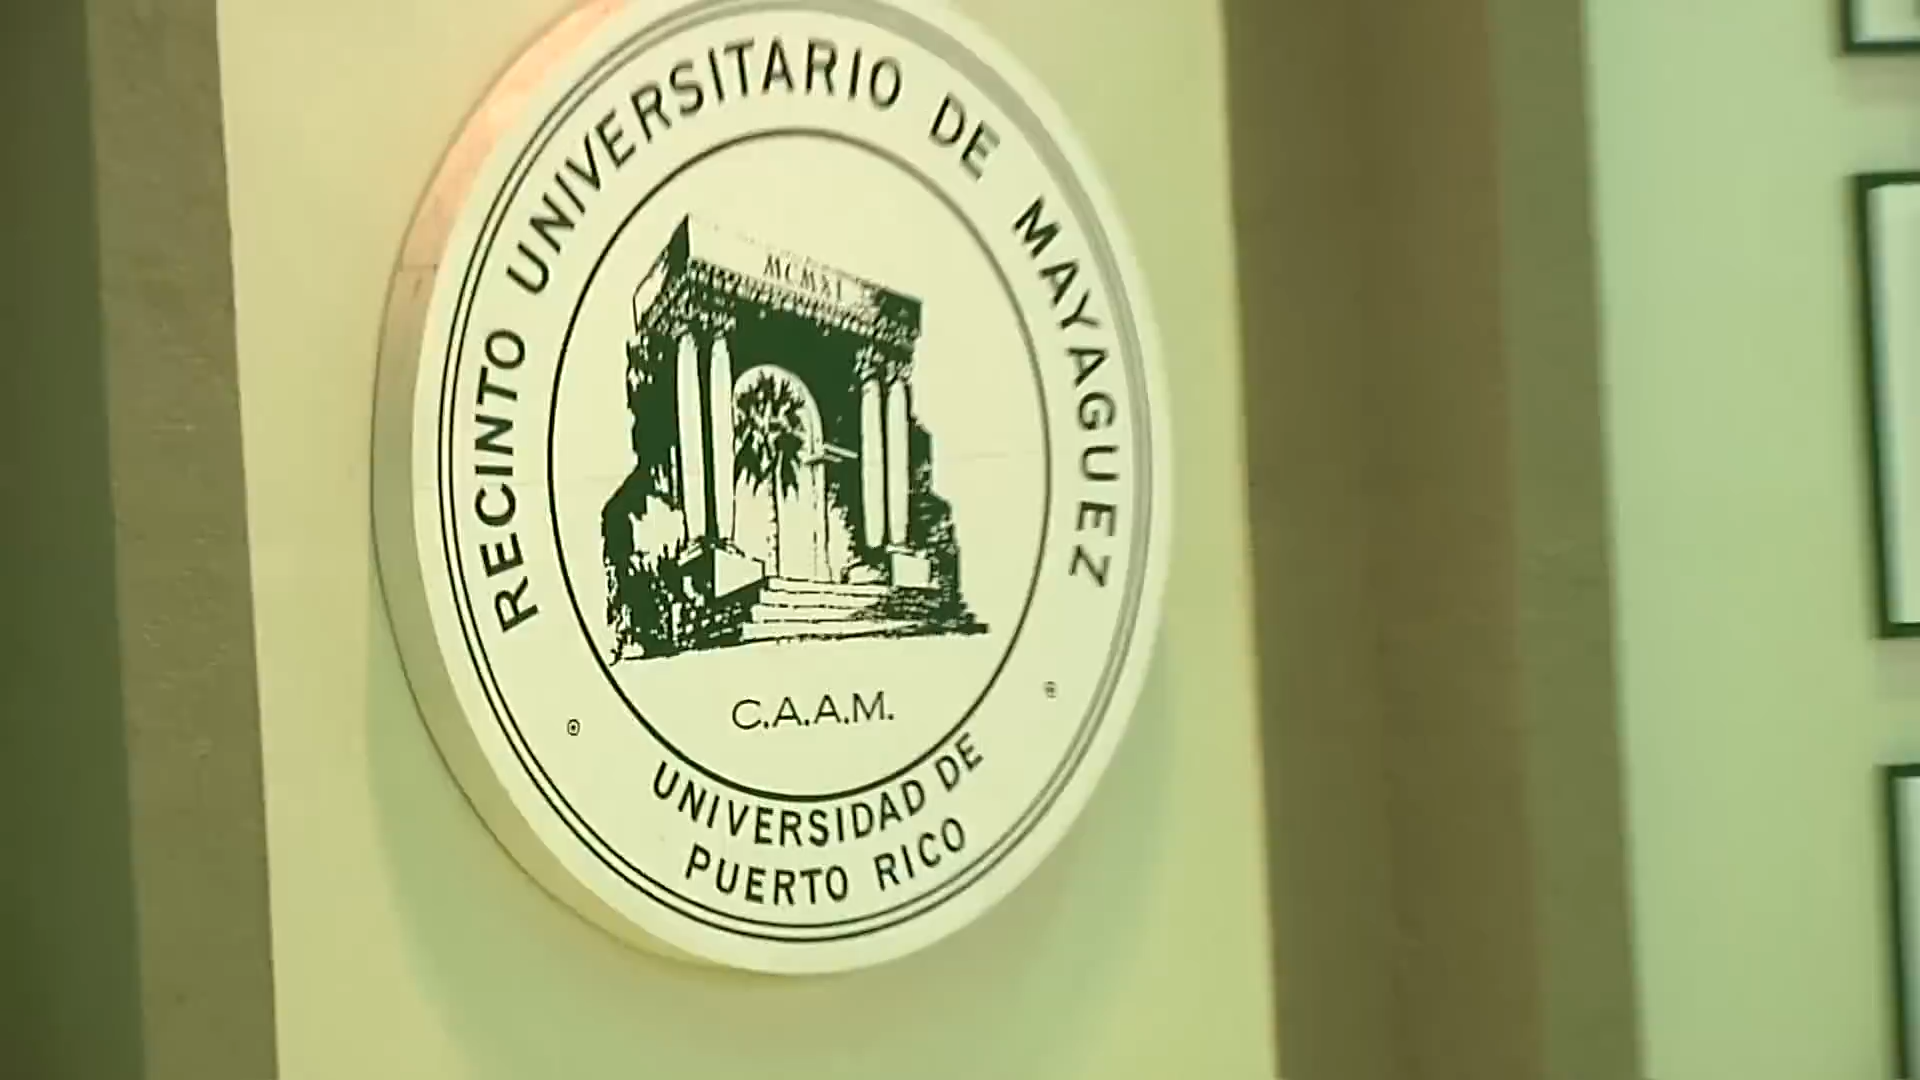 RECINTO UNIVERSITARIO DE MAYAGUEZ
MCMXI
C.A.A.M.
UNIVERSIDAD DE
PUERTO RICO